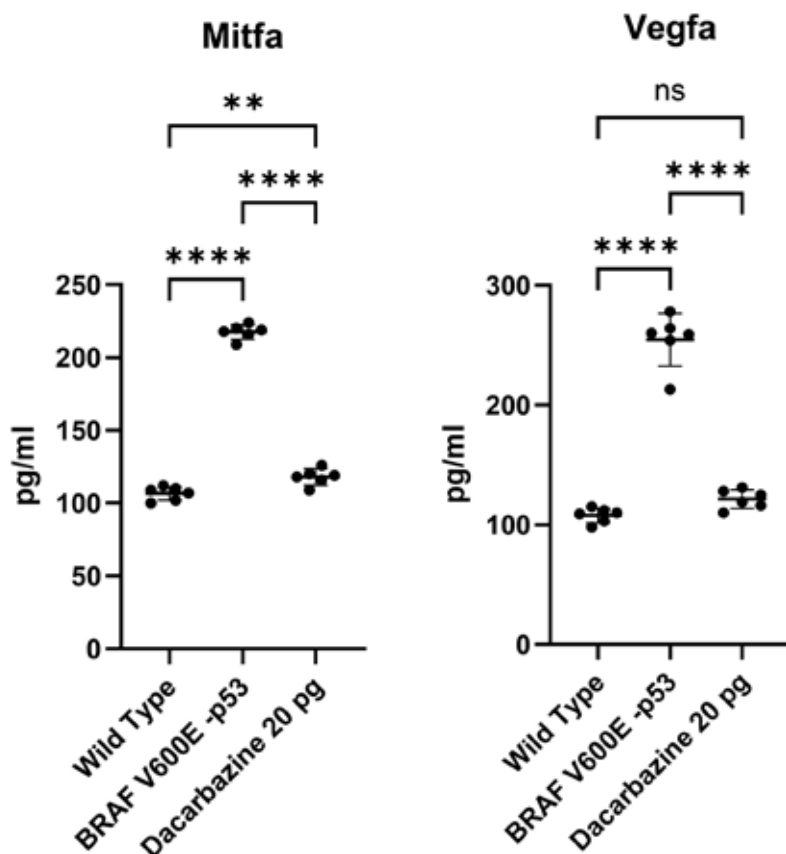 Mitfa
**
****
****
250
200
150
100
50
0
pg/ml
Wild Type
BRAF V600E -p53
Dacarbazine 20 pg
Vegfa
ns
****
****
300
200
100
0
pg/ml
Wild Type
BRAF V600E -p53
Dacarbazine 20 pg